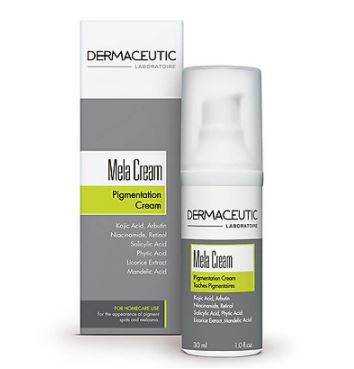 DERMACEUTIC
LABORATOIRE
Mela Cream
Pigmentation
Cream
Kojic Acid, Arbutin
Niacinamide, Retinol
Salicylic Acid
Phytic Acid
Licorice Extract
Mandelic Acid
FOR HOMECARE USE
For the appearance of pigment
spots and melasma.
DERMACEUTIC
LABORATOIRE
Mela Cream
Pigmentation Cream
Taches Pigmentaires
Kojic Acid, Arbutin
Niacinamide, Retinol
Salicylic Acid, Phytic Acid
Licorice Extract, Mandelic Acid
30 ml 1.0 fl.oz